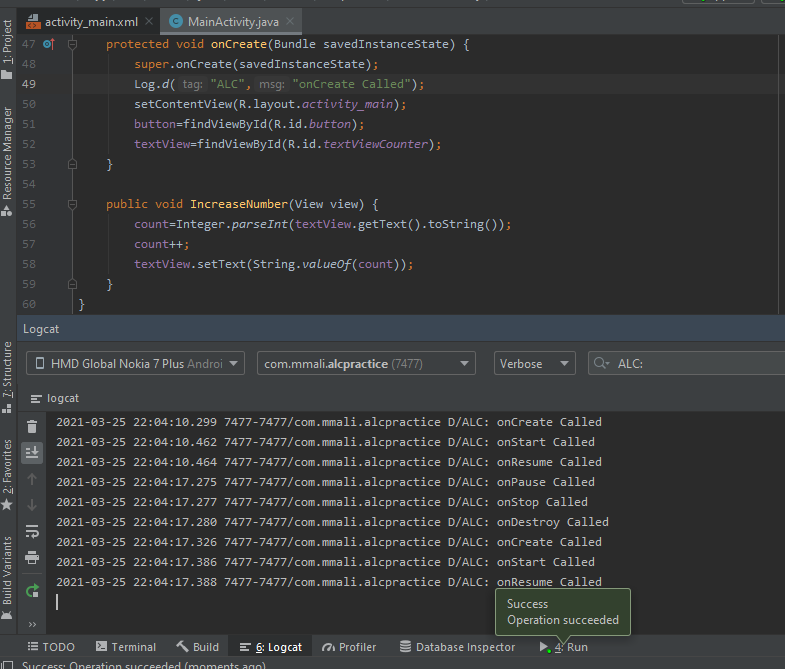 activity_main.xml
MainActivity.java
1: Project
Resource Manager
7: Structure
2: Favorites
Build Variants
47 protected void onCreate(Bundle savedInstanceState) {
48 super.onCreate(savedInstanceState);
49 Log.d( tag: "ALC", msg: "onCreate Called");
50 setContentView(R.layout.activity_main);
51 button=findViewById(R.id.button);
52 textView=findViewById(R.id.textViewCounter);
53 }
54
55 public void IncreaseNumber(View view) {
56 count=Integer.parseInt(textView.getText().toString());
57 count++;
58 textView.setText(String.valueOf(count));
59 }
60 }
Logcat
HMD Global Nokia 7 Plus Androi
com.mmali.alcpractice (7477)
Verbose
ALC:
logcat
2021-03-25 22:04:10.299 7477-7477/com.mmali.alcpractice D/ALC: onCreate Called
2021-03-25 22:04:10.462 7477-7477/com.mmali.alcpractice D/ALC: onStart Called
2021-03-25 22:04:10.464 7477-7477/com.mmali.alcpractice D/ALC: onResume Called
2021-03-25 22:04:17.275 7477-7477/com.mmali.alcpractice D/ALC: onPause Called
2021-03-25 22:04:17.277 7477-7477/com.mmali.alcpractice D/ALC: onStop Called
2021-03-25 22:04:17.280 7477-7477/com.mmali.alcpractice D/ALC: onDestroy Called
2021-03-25 22:04:17.326 7477-7477/com.mmali.alcpractice D/ALC: onCreate Called
2021-03-25 22:04:17.386 7477-7477/com.mmali.alcpractice D/ALC: onStart Called
2021-03-25 22:04:17.388 7477-7477/com.mmali.alcpractice D/ALC: onResume Called
Success
Operation succeeded
TODO
Terminal
Build
6: Logcat
Profiler
Database Inspector
4: Run
Success: Operation succeeded (moments ago)